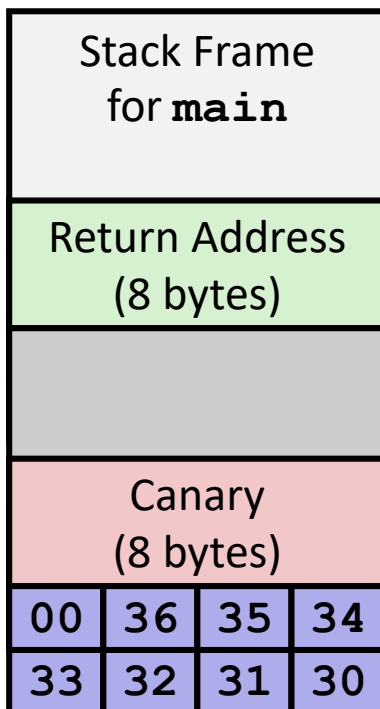 Stack Frame
for main
Return Address
(8 bytes)
Canary
(8 bytes)
00 36 35 34
33 32 31 30